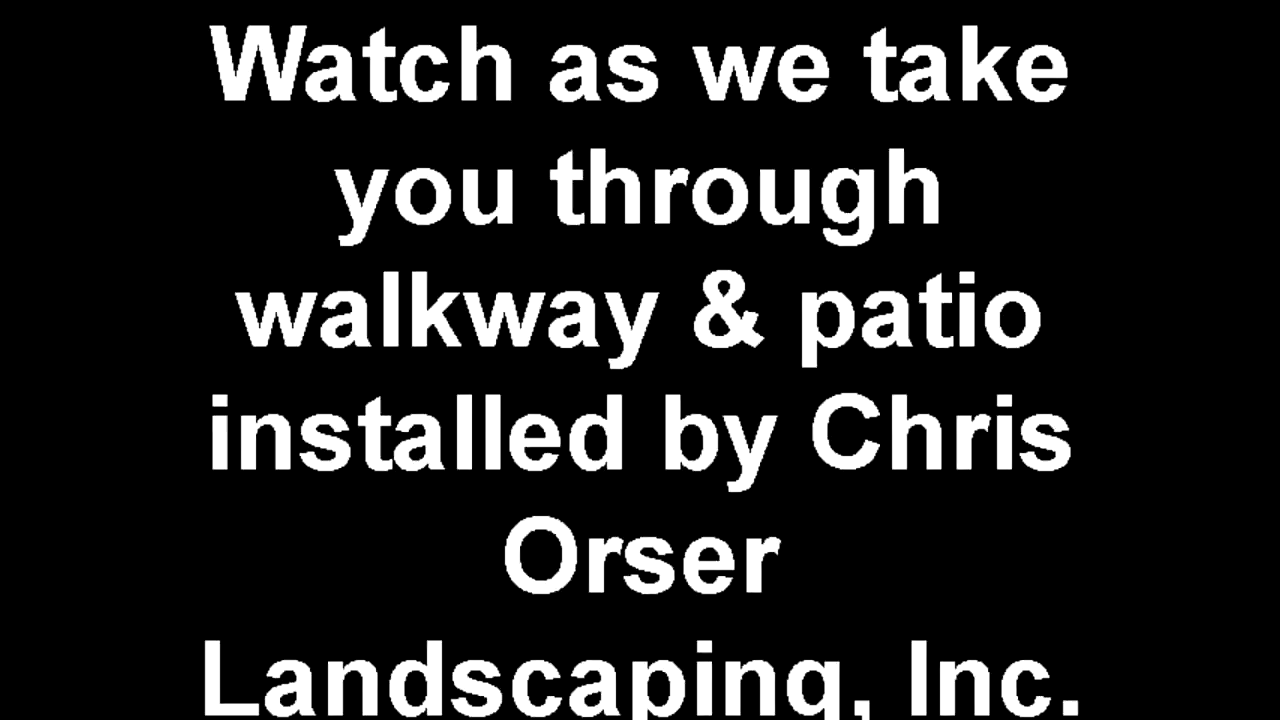 Watch as we take
you through
walkway & patio
installed by Chris
Orser
Landscaping, Inc.